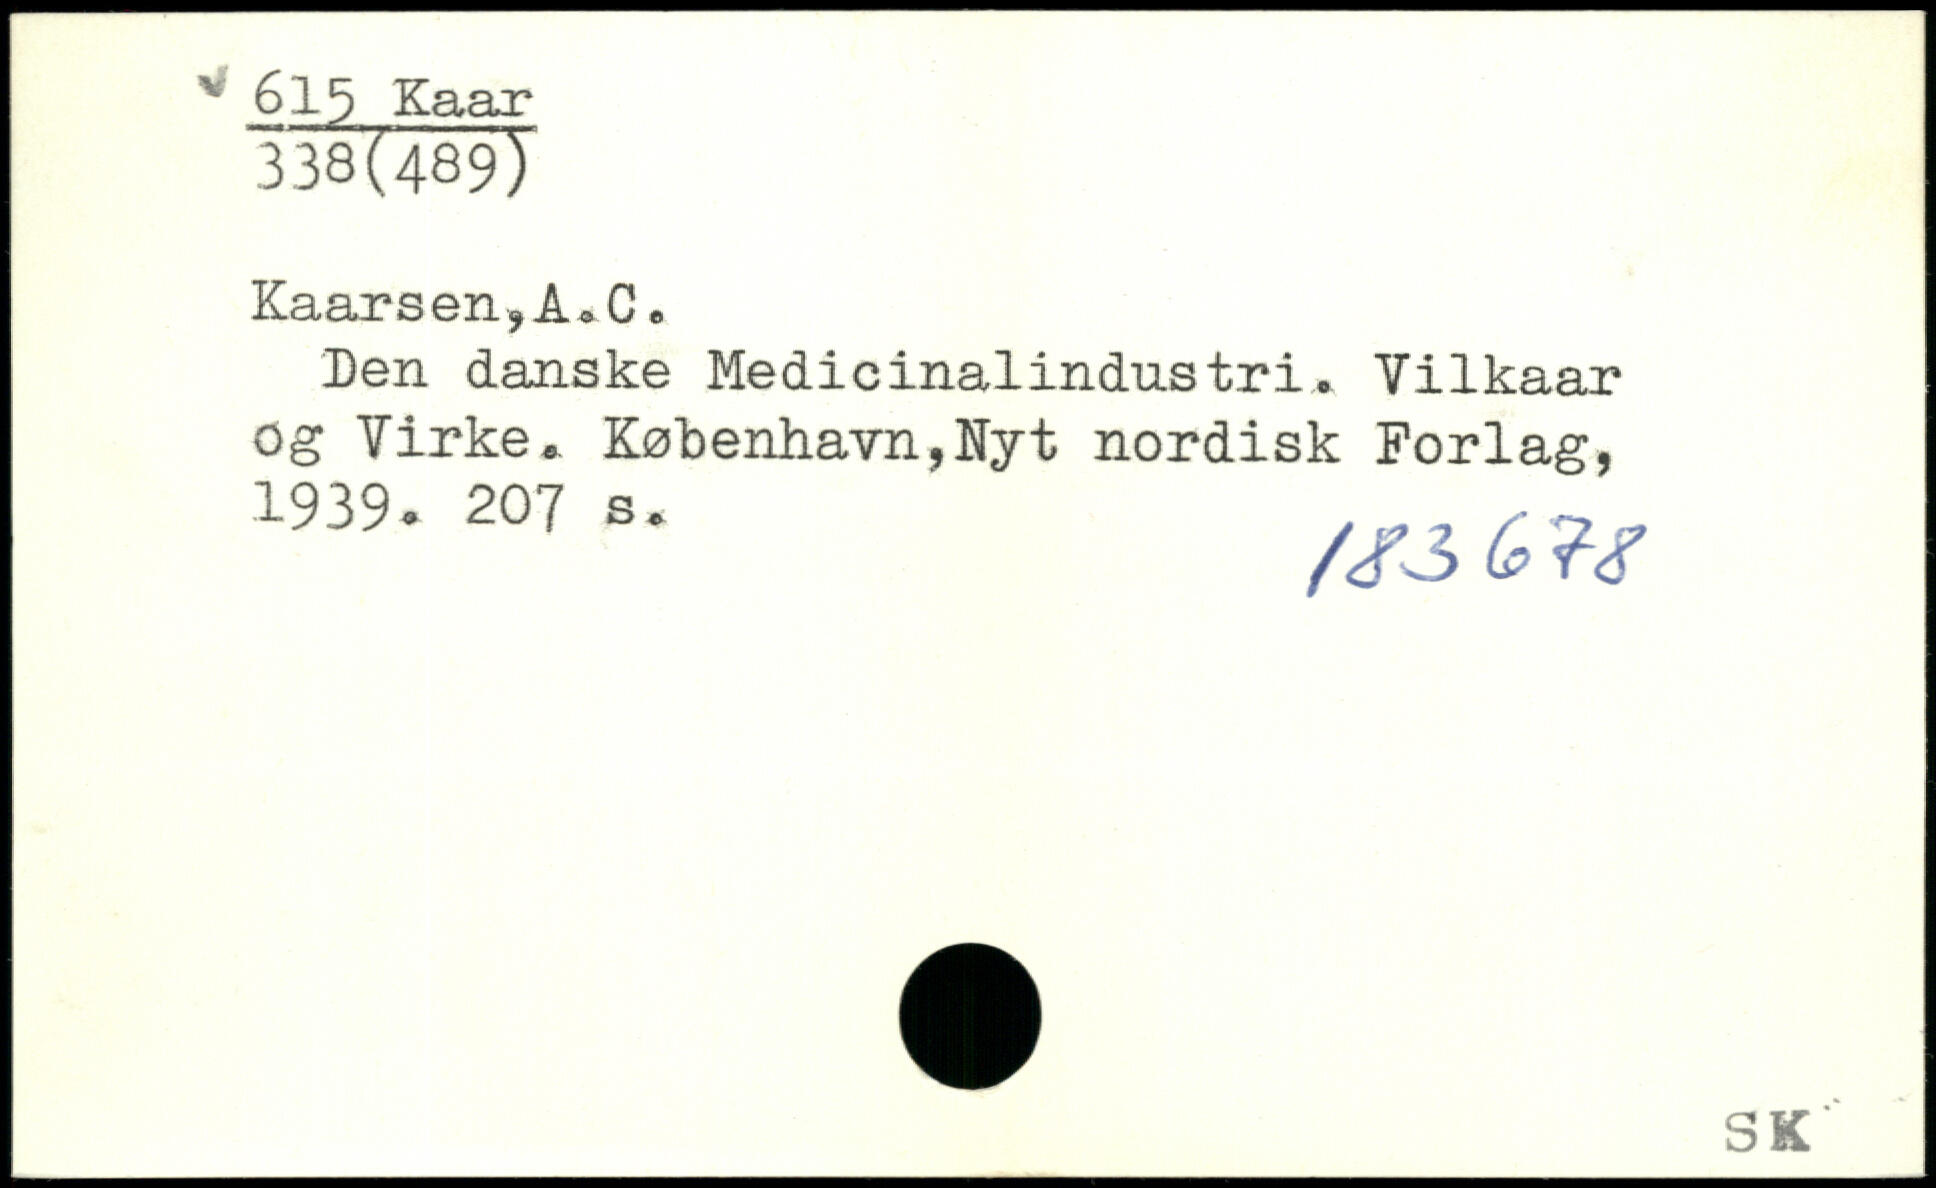 615 Kaar
338(489)
Kaarsen,A.C.
Den danske Medicinalindustri. Vilkaar
og Virke. København,Nyt nordisk Forlag,
1939. 207 s.
183678
SK